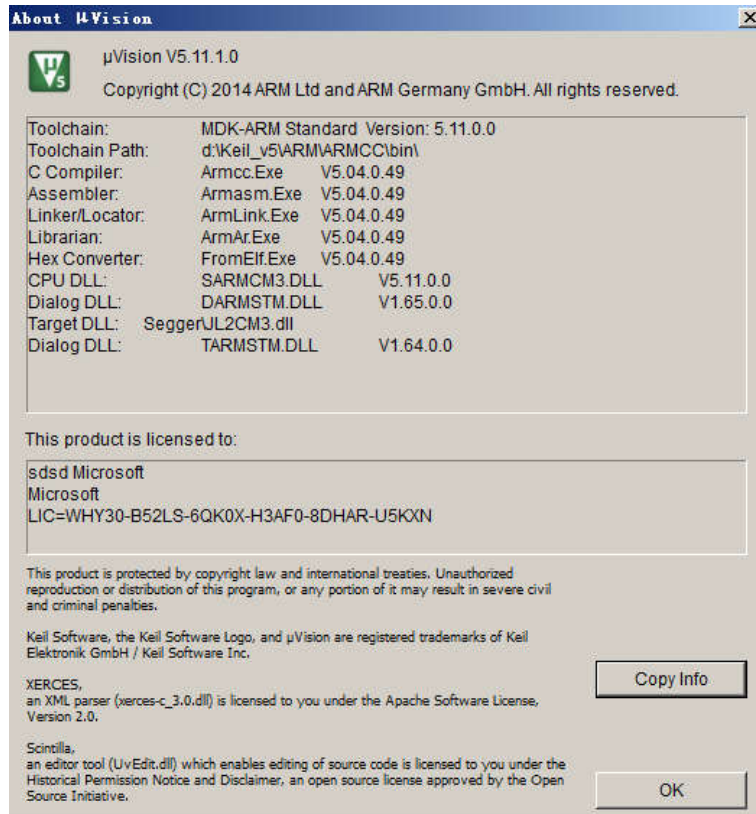 About µVision
µVision V5.11.1.0
Copyright (C) 2014 ARM Ltd and ARM Germany GmbH. All rights reserved.
Toolchain: MDK-ARM Standard Version: 5.11.0.0
Toolchain Path: d:\Keil_v5\ARM\ARMCC\bin\
C Compiler: Armcc.Exe V5.04.0.49
Assembler: Armasm.Exe V5.04.0.49
Linker/Locator: ArmLink.Exe V5.04.0.49
Librarian: ArmAr.Exe V5.04.0.49
Hex Converter: FromElf.Exe V5.04.0.49
CPU DLL: SARMCM3.DLL V5.11.0.0
Dialog DLL: DARMSTM.DLL V1.65.0.0
Target DLL: Segger\JL2CM3.dll
Dialog DLL: TARMSTM.DLL V1.64.0.0
This product is licensed to:
sdsd Microsoft
Microsoft
LIC=WHY30-B52LS-6QK0X-H3AF0-8DHAR-U5KXN
This product is protected by copyright law and international treaties. Unauthorized
reproduction or distribution of this program, or any portion of it may result in severe civil
and criminal penalties.
Keil Software, the Keil Software Logo, and µVision are registered trademarks of Keil
Elektronik GmbH / Keil Software Inc.
XERCES,
an XML parser (xerces-c_3.0.dll) is licensed to you under the Apache Software License,
Version 2.0.
Copy Info
Scintilla,
an editor tool (UvEdit.dll) which enables editing of source code is licensed to you under the
Historical Permission Notice and Disclaimer, an open source license approved by the Open
Source Initiative.
OK